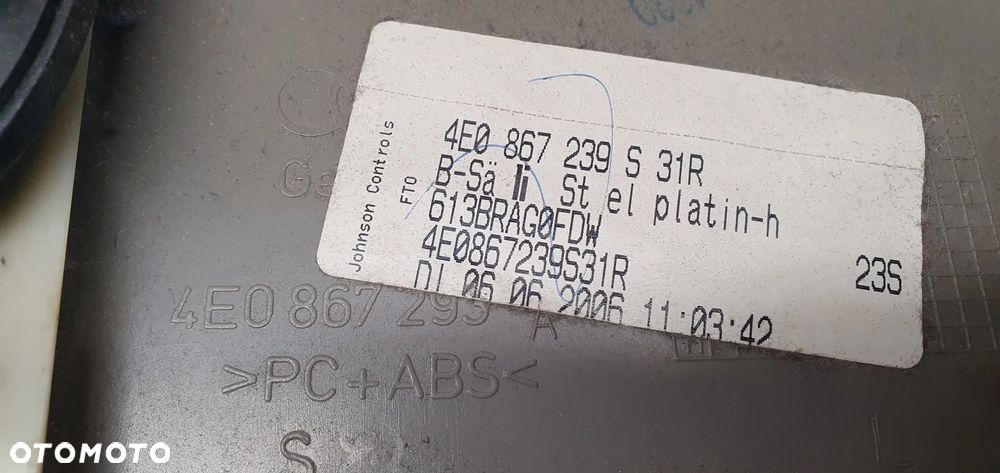 Johnson Controls
FTO
4E0 867 239 S 31R
B-Sä li St el platin-h
613BRAG0FDW
4E0867239S31R
23S
DI 06.06.2006 11:03:42
4E0 867 293 A
>PC+ABS<
S
OTOMOTO